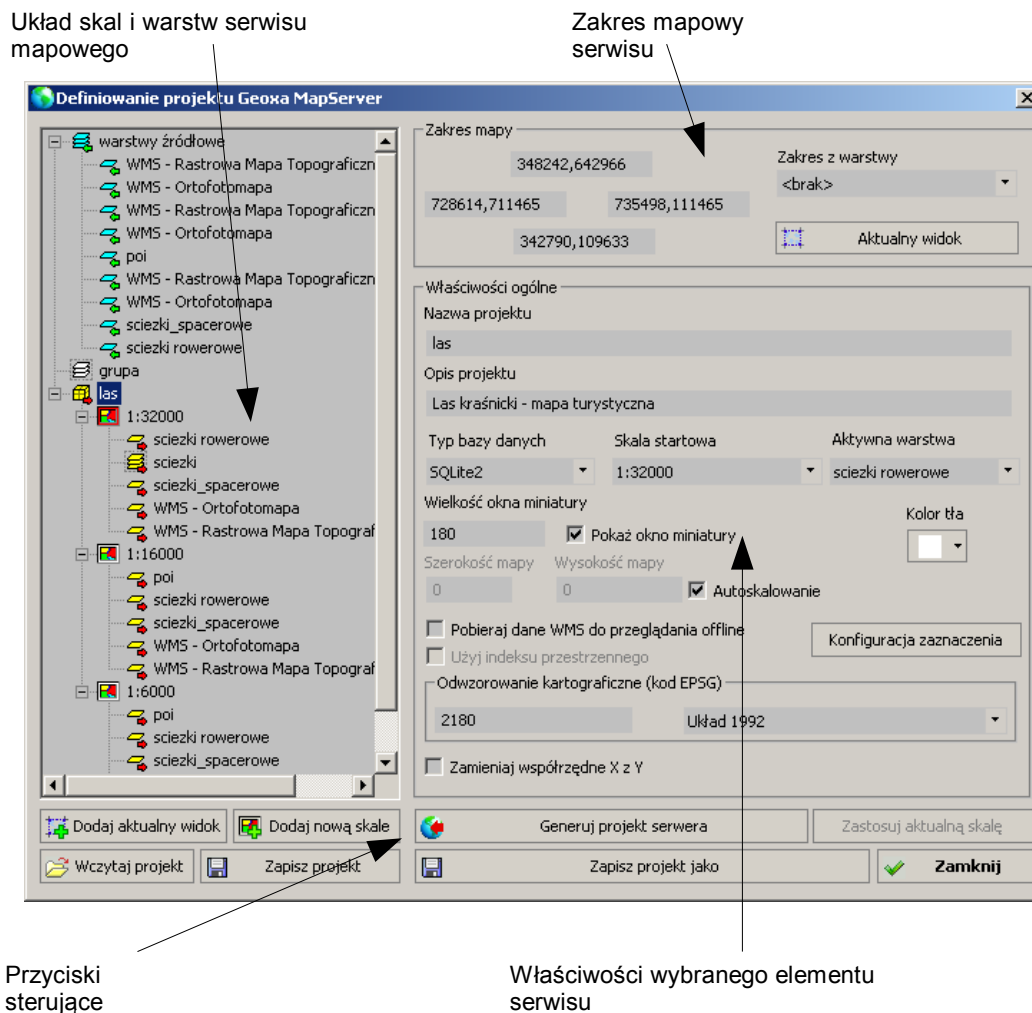 Układ skal i warstw serwisu
mapowego
Zakres mapowy
serwisu
Definiowanie projektu Geoxa MapServer
warstwy źródłowe
WMS - Rastrowa Mapa Topograficzn
WMS - Ortofotomapa
WMS - Rastrowa Mapa Topograficzn
WMS - Ortofotomapa
poi
WMS - Rastrowa Mapa Topograficzn
WMS - Ortofotomapa
sciezki_spacerowe
sciezki rowerowe
grupa
las
1:32000
sciezki rowerowe
sciezki
sciezki_spacerowe
WMS - Ortofotomapa
WMS - Rastrowa Mapa Topograf
1:16000
poi
sciezki rowerowe
sciezki_spacerowe
WMS - Ortofotomapa
WMS - Rastrowa Mapa Topograf
1:6000
poi
sciezki rowerowe
sciezki_spacerowe
Zakres mapy
348242,642966
728614,711465 735498,111465
342790,109633
Zakres z warstwy
<brak>
Aktualny widok
Właściwości ogólne
Nazwa projektu
las
Opis projektu
Las kraśnicki - mapa turystyczna
Typ bazy danych Skala startowa Aktywna warstwa
SQLite2 1:32000 sciezki rowerowe
Wielkość okna miniatury
Kolor tła
180 Pokaż okno miniatury
Szerokość mapy Wysokość mapy
0 0 Autoskalowanie
Pobieraj dane WMS do przeglądania offline
Konfiguracja zaznaczenia
Użyj indeksu przestrzennego
Odwzorowanie kartograficzne (kod EPSG)
2180 Układ 1992
Zamieniaj współrzędne X z Y
Dodaj aktualny widok Dodaj nową skale Generuj projekt serwera Zastosuj aktualną skalę
Wczytaj projekt Zapisz projekt Zapisz projekt jako Zamknij
Przyciski
sterujące
Właściwości wybranego elementu
serwisu